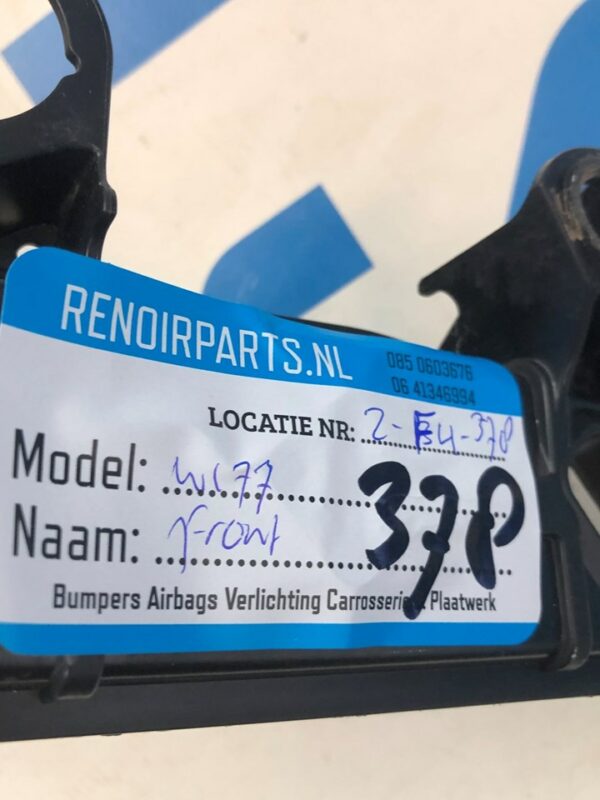 RENOIRPARTS.NL
085 0603676
06 41346994
LOCATIE NR: 2-E4-378
Model: W177
Naam: front
378
Bumpers Airbags Verlichting Carrosserie Plaatwerk